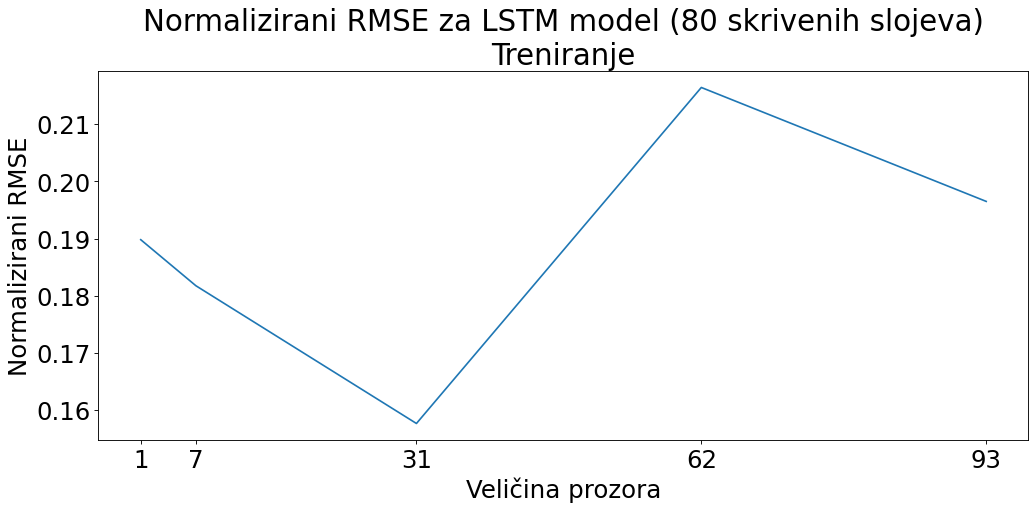 Normalizirani RMSE za LSTM model (80 skrivenih slojeva)
Treniranje
Normalizirani RMSE
0.21
0.20
0.19
0.18
0.17
0.16
1 7 31 62 93
Veličina prozora